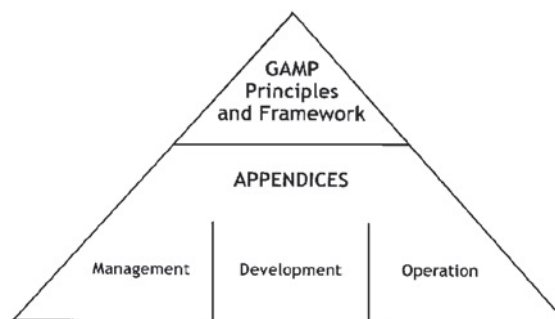 GAMP
Principles
and Framework
APPENDICES
Management
Development
Operation